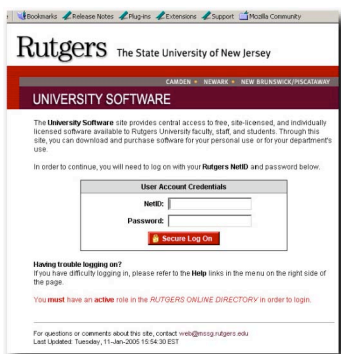 Bookmarks Release Notes Plug-ins Extensions Support Mozilla Community
Rutgers The State University of New Jersey
CAMDEN NEWARK NEW BRUNSWICK/PISCATAWAY
UNIVERSITY SOFTWARE
The University Software site provides central access to free, site-licensed, and individually
licensed software available to Rutgers University faculty, staff, and students. Through this
site, you can download and purchase software for your personal use or for your department's
use.
In order to continue, you will need to log on with your Rutgers NetID and password below.
User Account Credentials
NetID:
Password:
Secure Log On
Having trouble logging on?
If you have difficulty logging in, please refer to the Help links in the menu on the right side of
the page.
You must have an active role in the RUTGERS ONLINE DIRECTORY in order to login.
For questions or comments about this site, contact web@mssg.rutgers.edu
Last Updated: Tuesday, 11-Jan-2005 15:54:30 EST